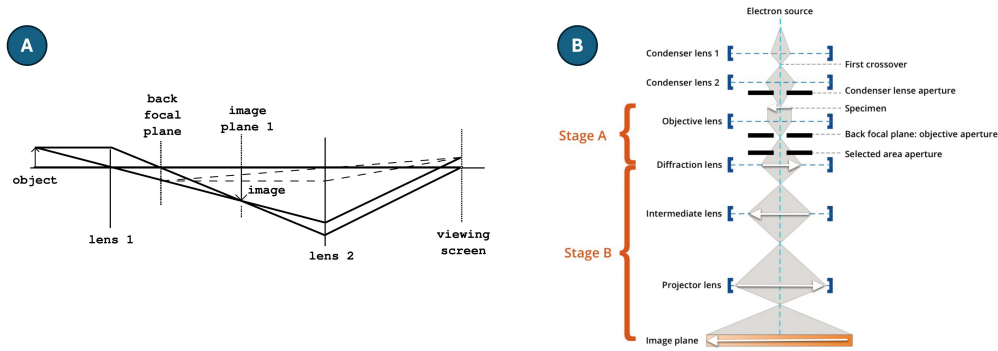 A
back
focal
plane
image
plane 1
object
image
lens 1
lens 2
viewing
screen
B
Electron source
Condenser lens 1
First crossover
Condenser lens 2
Condenser lense aperture
Specimen
Stage A
Objective lens
Back focal plane: objective aperture
Selected area aperture
Diffraction lens
Intermediate lens
Stage B
Projector lens
Image plane